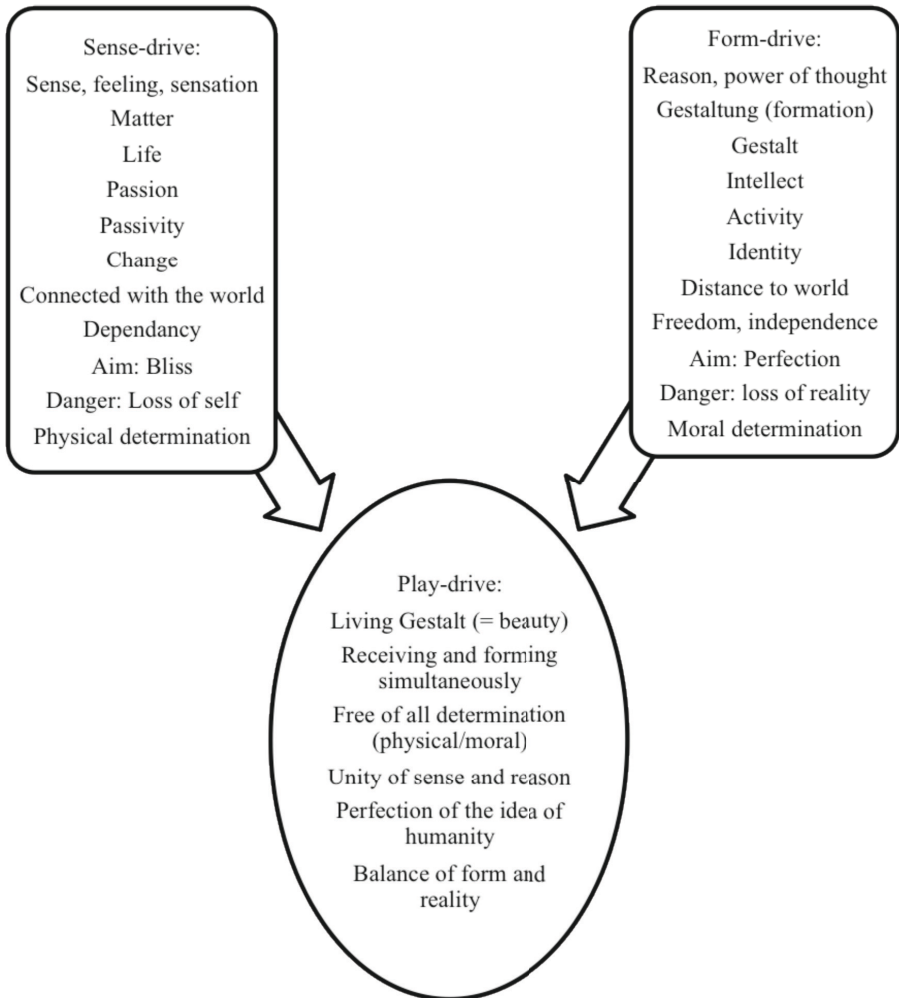 Sense-drive:
Sense, feeling, sensation
Matter
Life
Passion
Passivity
Change
Connected with the world
Dependancy
Aim: Bliss
Danger: Loss of self
Physical determination
Form-drive:
Reason, power of thought
Gestaltung (formation)
Gestalt
Intellect
Activity
Identity
Distance to world
Freedom, independence
Aim: Perfection
Danger: loss of reality
Moral determination
Play-drive:
Living Gestalt (= beauty)
Receiving and forming
simultaneously
Free of all determination
(physical/moral)
Unity of sense and reason
Perfection of the idea of
humanity
Balance of form and
reality